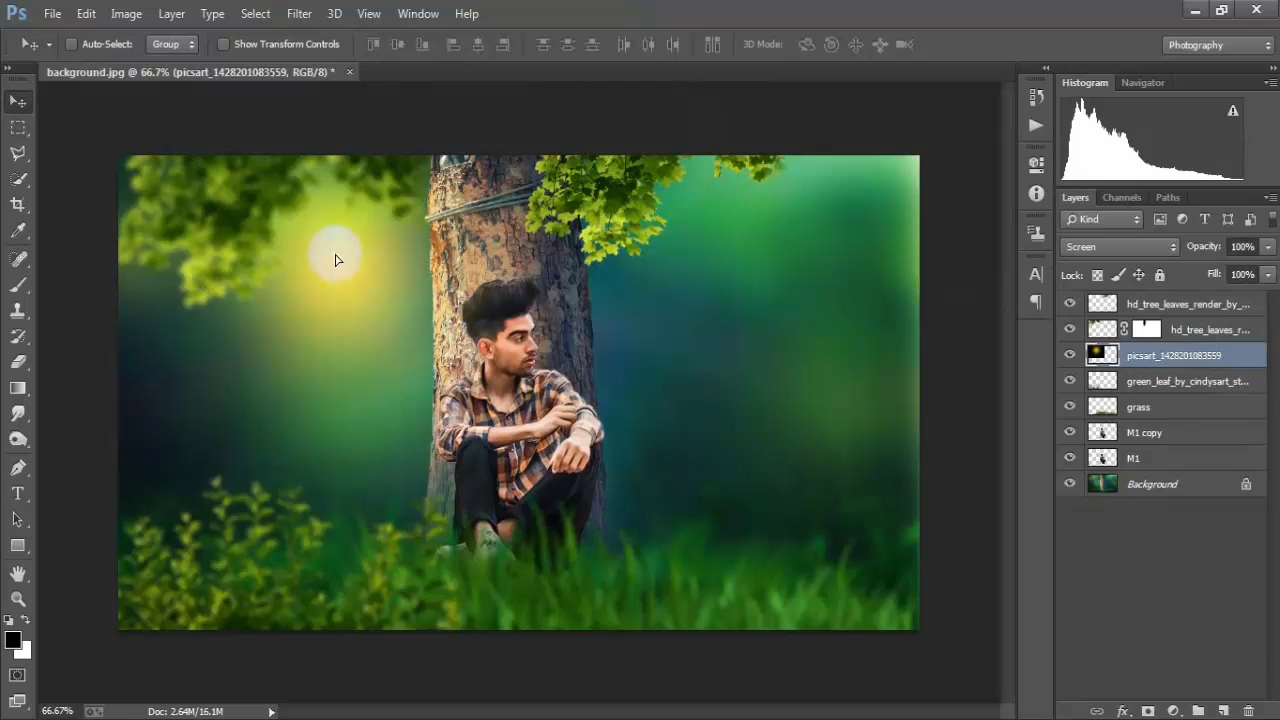 Ps File Edit Image Layer Type Select Filter 3D View Window Help
Auto-Select: Group Show Transform Controls 3D Mode: Photography
background.jpg @ 66.7% (picsart_1428201083559, RGB/8) * ×
Histogram Navigator
Layers Channels Paths
Kind
Screen Opacity: 100%
Lock: Fill: 100%
hd_tree_leaves_render_by_...
hd_tree_leaves_r...
picsart_1428201083559
green_leaf_by_cindysart_st...
grass
M1 copy
M1
Background
66.67% Doc: 2.64M/16.1M